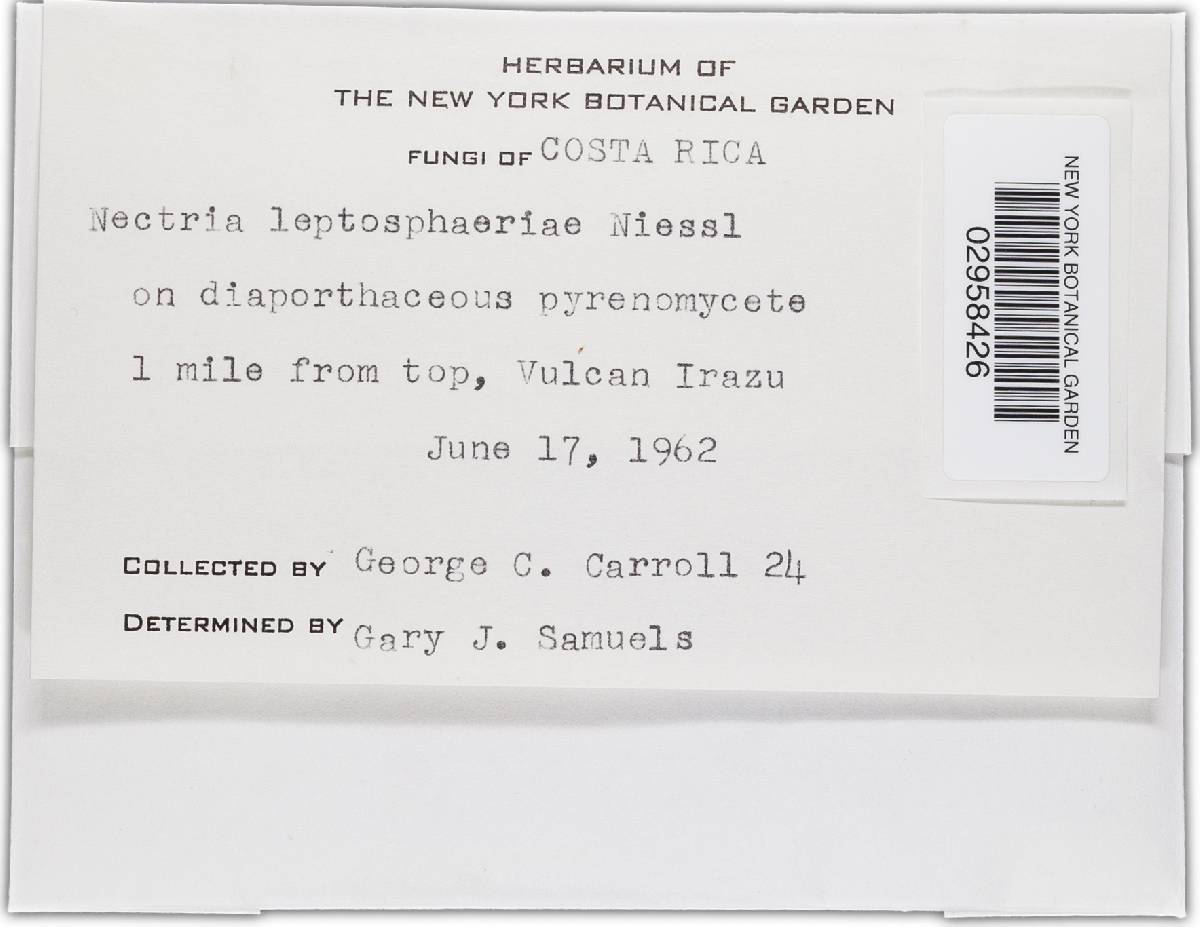 HERBARIUM OF
THE NEW YORK BOTANICAL GARDEN
FUNGI OF COSTA RICA
Nectria leptosphaeriae Niessl
on diaporthaceous pyrenomycete
1 mile from top, Vulcan Irazu
June 17, 1962
COLLECTED BY George C. Carroll 24
DETERMINED BY Gary J. Samuels
NEW YORK BOTANICAL GARDEN
02958426